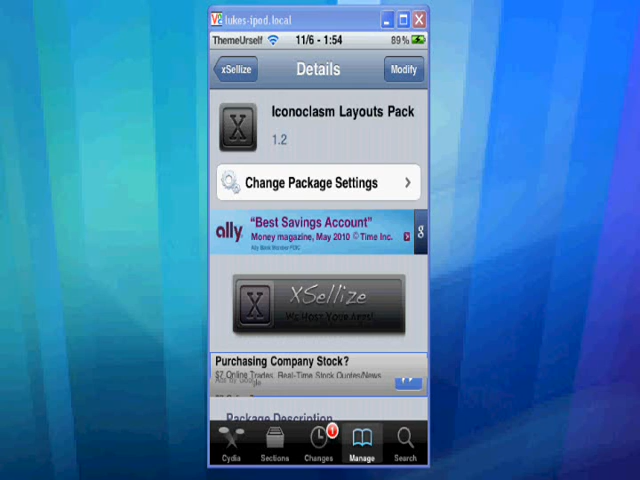 lukes-ipod.local
ThemeUrself 11/6 - 1:54 89%
xSellize Details Modify
X Iconoclasm Layouts Pack
1.2
Change Package Settings
ally "Best Savings Account"
Money magazine, May 2010 © Time Inc. g
X XSellize
We Host Your Apps!
Purchasing Company Stock?
$7 Online Trades, Real-Time Stock Quotes/News
Package Description
Cydia Sections Changes Manage Search